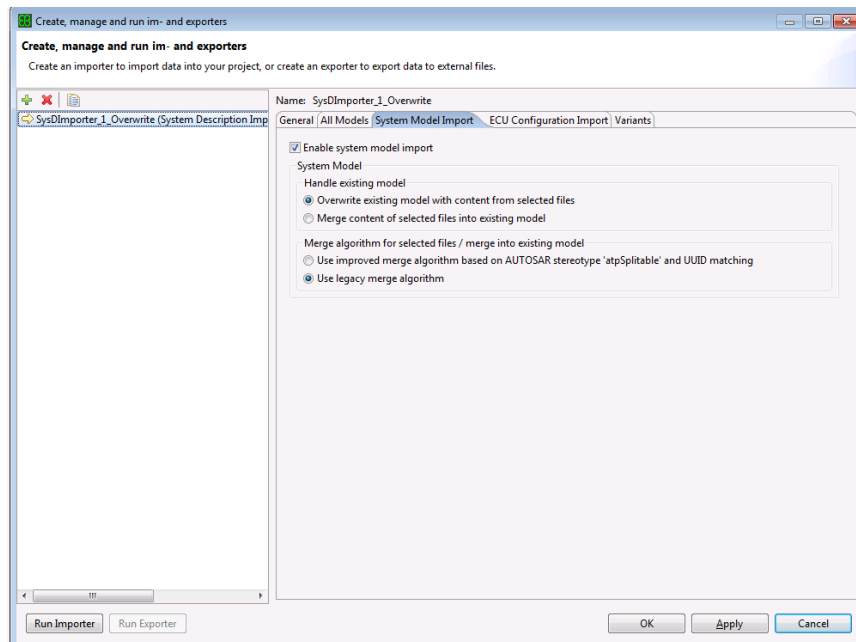 Create, manage and run im- and exporters
Create, manage and run im- and exporters
Create an importer to import data into your project, or create an exporter to export data to external files.
Name: SysDImporter_1_Overwrite
SysDImporter_1_Overwrite (System Description Imp
General All Models System Model Import ECU Configuration Import Variants
Enable system model import
System Model
Handle existing model
Overwrite existing model with content from selected files
Merge content of selected files into existing model
Merge algorithm for selected files / merge into existing model
Use improved merge algorithm based on AUTOSAR stereotype 'atpSplitable' and UUID matching
Use legacy merge algorithm
Run Importer Run Exporter OK Apply Cancel